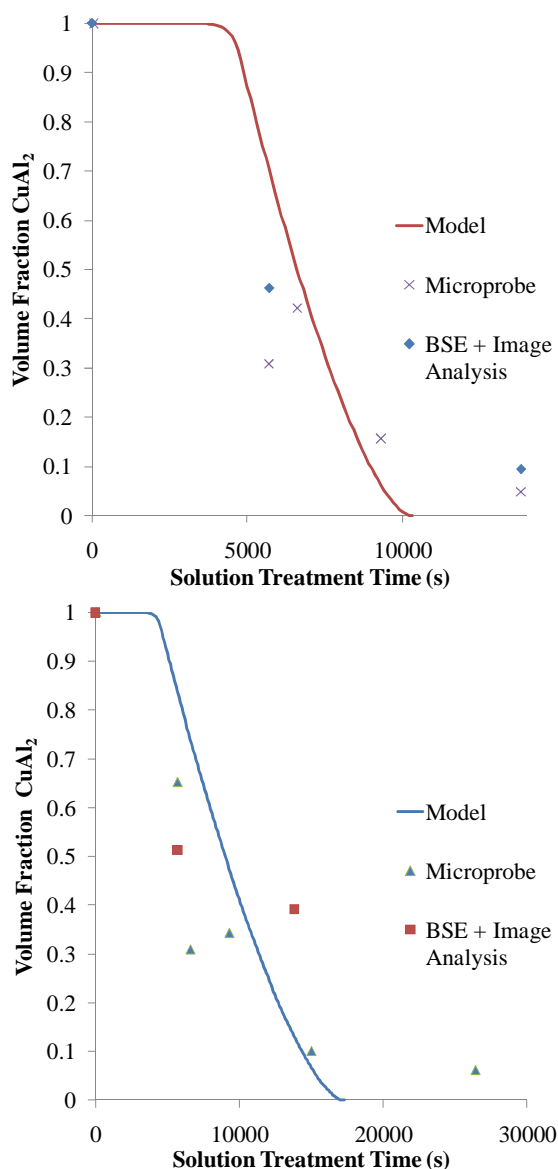 1
0.9
0.8
0.7
0.6
0.5
0.4
0.3
0.2
0.1
0
Volume Fraction CuAl₂
Model
Microprobe
BSE + Image
Analysis
0 5000 10000
Solution Treatment Time (s)
1
0.9
0.8
0.7
0.6
0.5
0.4
0.3
0.2
0.1
0
Volume Fraction CuAl₂
Model
Microprobe
BSE + Image
Analysis
0 10000 20000 30000
Solution Treatment Time (s)